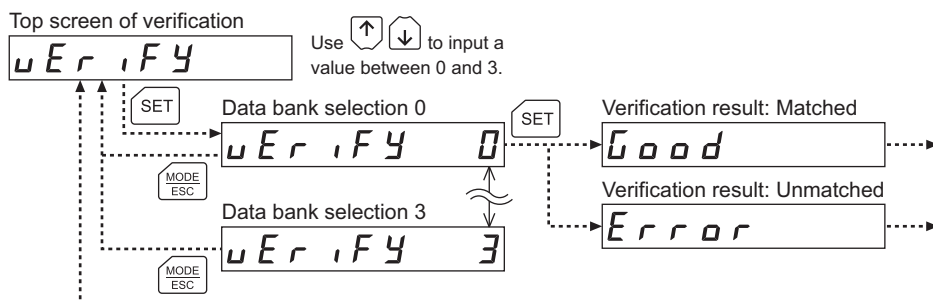 Top screen of verification
uEriFY
Use ↑ ↓ to input a
value between 0 and 3.
SET
Data bank selection 0
uEriFY 0
SET
Verification result: Matched
Good
MODE
ESC
Verification result: Unmatched
Error
Data bank selection 3
uEriFY 3
MODE
ESC